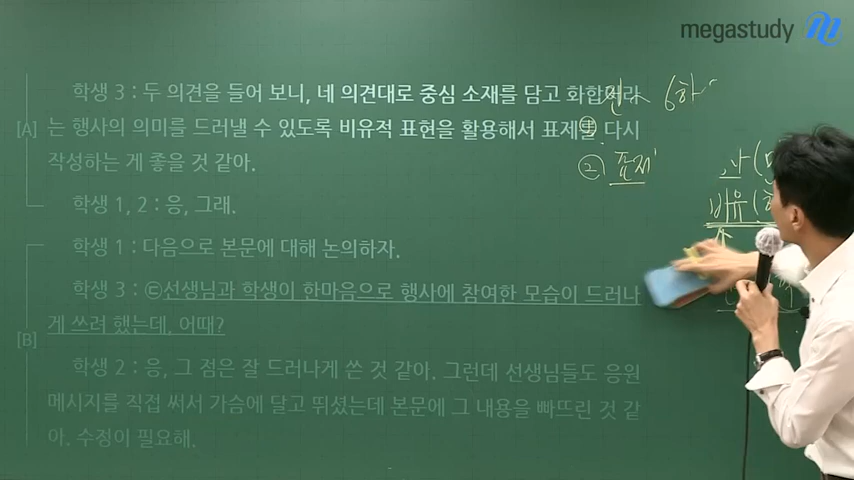 megastudy
학생 3 : 두 의견을 들어 보니, 네 의견대로 중심 소재를 담고 화합이라
[A] 는 행사의 의미를 드러낼 수 있도록 비유적 표현을 활용해서 표제를 다시
작성하는 게 좋을 것 같아.
② 표제
학생 1, 2 : 응, 그래.
비유(
학생 1 : 다음으로 본문에 대해 논의하자.
학생 3 : ㉢선생님과 학생이 한마음으로 행사에 참여한 모습이 드러나
게 쓰려 했는데, 어때?
[B]
학생 2 : 응, 그 점은 잘 드러나게 쓴 것 같아. 그런데 선생님들도 응원
메시지를 직접 써서 가슴에 달고 뛰셨는데 본문에 그 내용을 빠뜨린 것 같
아. 수정이 필요해.